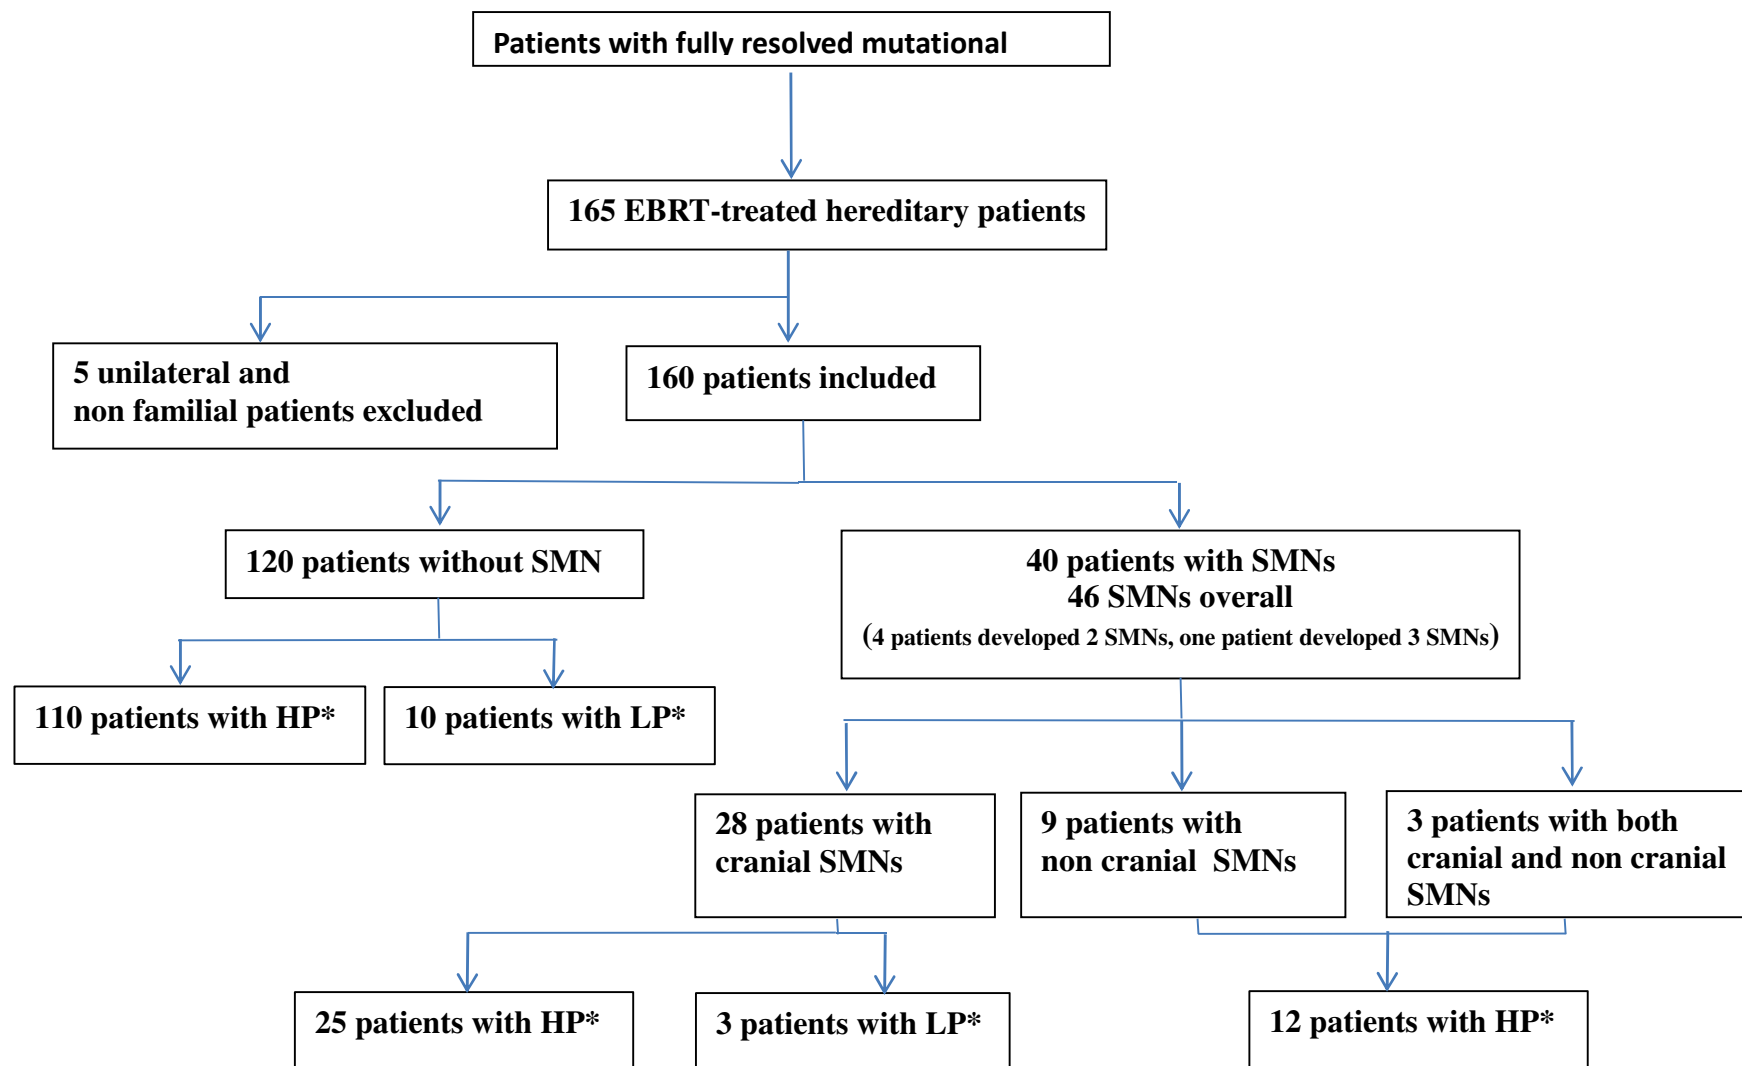 Patients with fully resolved mutational
165 EBRT-treated hereditary patients
5 unilateral and
non familial patients excluded
160 patients included
120 patients without SMN
40 patients with SMNs
46 SMNs overall
(4 patients developed 2 SMNs, one patient developed 3 SMNs)
110 patients with HP*
10 patients with LP*
28 patients with
cranial SMNs
9 patients with
non cranial SMNs
3 patients with both
cranial and non cranial
SMNs
25 patients with HP*
3 patients with LP*
12 patients with HP*